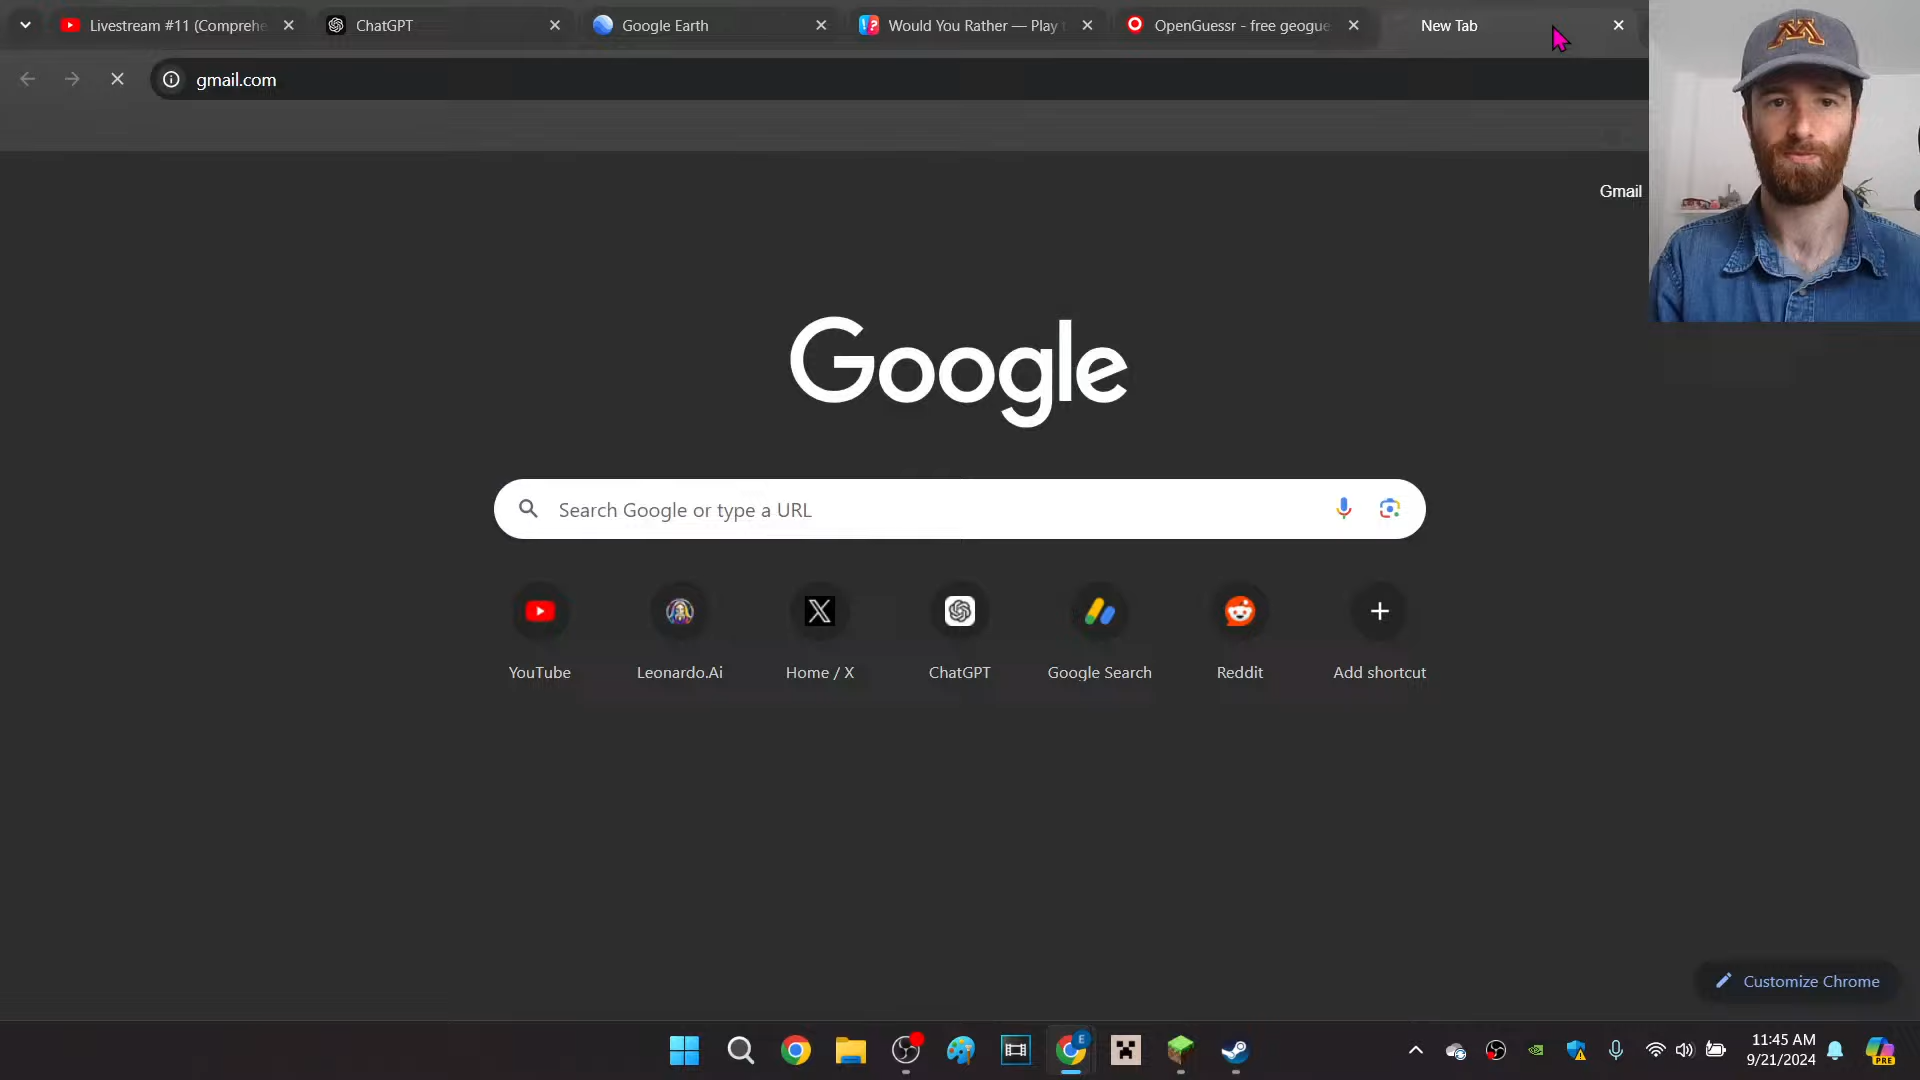 Livestream #11 (Comprehe
ChatGPT
Google Earth
Would You Rather — Play t
OpenGuessr - free geogue
New Tab
gmail.com
Gmail
Google
Search Google or type a URL
YouTube
Leonardo.Ai
Home / X
ChatGPT
Google Search
Reddit
Add shortcut
Customize Chrome
E
11:45 AM
9/21/2024
PRE